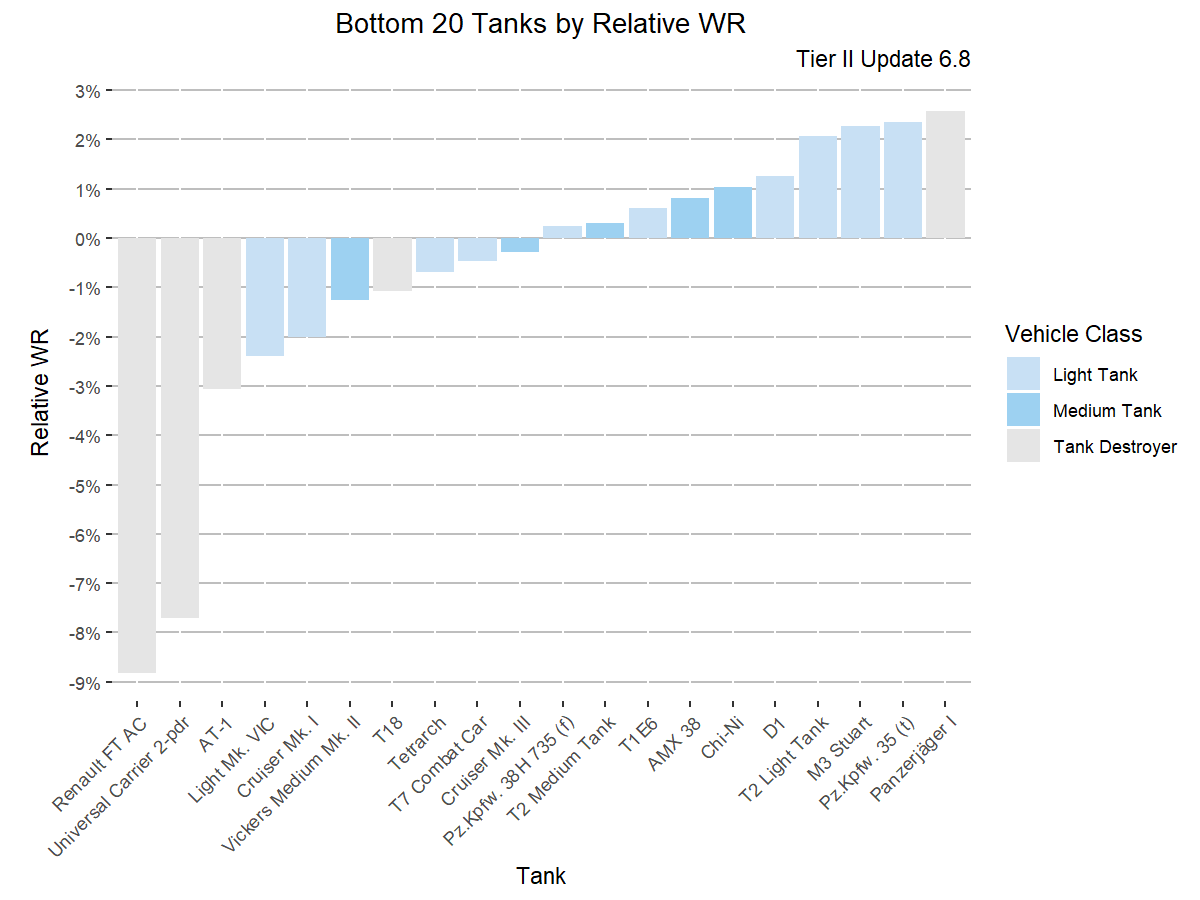 Bottom 20 Tanks by Relative WR
Tier II Update 6.8
3%
2%
1%
0%
-1%
-2%
-3%
-4%
-5%
-6%
-7%
-8%
-9%
Relative WR
Renault FT AC
Universal Carrier 2-pdr
AT-1
Light Mk. VIC
Cruiser Mk. I
Vickers Medium Mk. II
T18
Tetrarch
T7 Combat Car
Cruiser Mk. III
Pz.Kpfw. 38H 735 (f)
T2 Medium Tank
T1E6
AMX 38
Chi-Ni
D1
T2 Light Tank
M3 Stuart
Pz.Kpfw. 35 (t)
Panzerjäger I
Tank
Vehicle Class
Light Tank
Medium Tank
Tank Destroyer